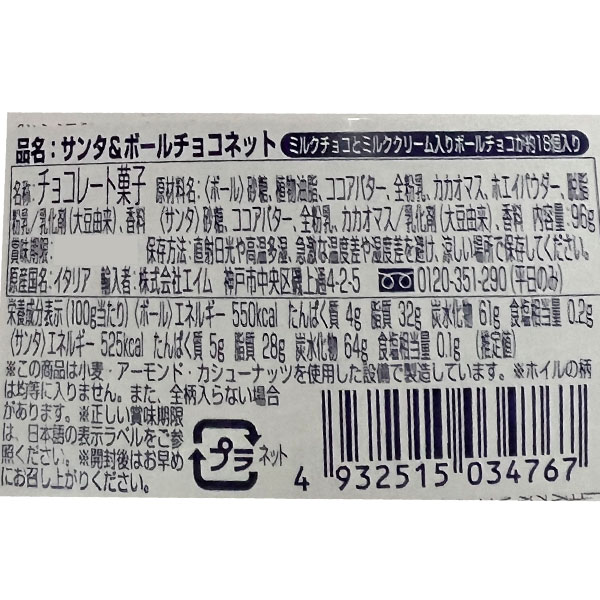 品名：サンタ&ボールチョコネット ミルクチョコとミルククリーム入りボールチョコが約16個入り
名称:チョコレート菓子 原材料名:〈ボール〉砂糖、植物油脂、ココアバター、全粉乳、カカオマス、ホエイパウダー、脱脂
粉乳/乳化剤(大豆由来)、香料 〈サンタ〉砂糖、ココアバター、全粉乳、カカオマス/乳化剤(大豆由来)、香料 内容量:96g
賞味期限: 保存方法:直射日光や高温多湿、急激な温度差や湿度差を避け、涼しい場所で保存してください。
原産国名:イタリア 輸入者:株式会社エイム 神戸市中央区磯上通4-2-5 0120-351-290(平日のみ)
栄養成分表示(100g当たり)〈ボール〉エネルギー 550kcal たんぱく質 4g 脂質 32g 炭水化物 61g 食塩相当量 0.2g
〈サンタ〉エネルギー 525kcal たんぱく質 5g 脂質 28g 炭水化物 64g 食塩相当量 0.1g (推定値)
※この商品は小麦・アーモンド・カシューナッツを使用した設備で製造しています。※ホイルの柄
は均等に入りません。また、全柄入らない場合
があります。※正しい賞味期限
は、日本語の表示ラベルをご参
照ください。※開封後はお早め
にお召し上がりください。
プラ ネット
4 932515 034767